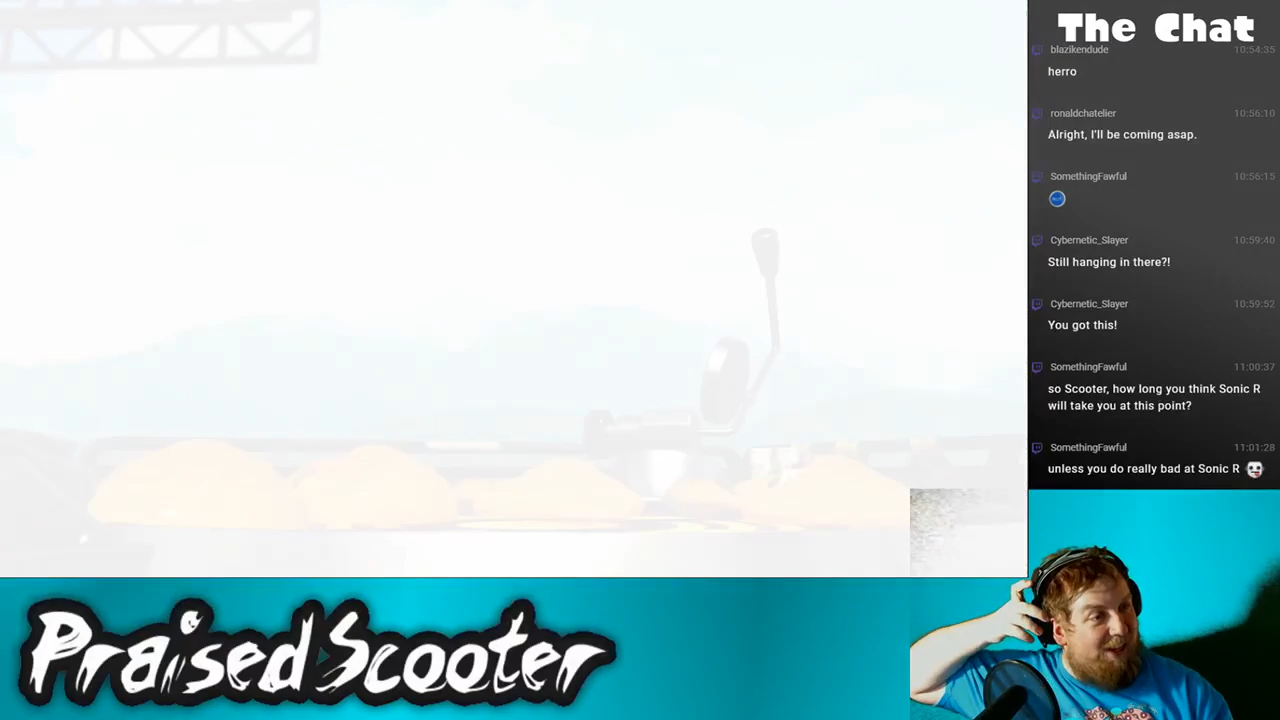 The Chat
blazikendude 10:54:35
herro
ronaldchatelier 10:56:10
Alright, I'll be coming asap.
SomethingFawful 10:56:15
Cybernetic_Slayer 10:59:40
Still hanging in there?!
Cybernetic_Slayer 10:59:52
You got this!
SomethingFawful 11:00:37
so Scooter, how long you think Sonic R
will take you at this point?
SomethingFawful 11:01:28
unless you do really bad at Sonic R
PraisedScooter